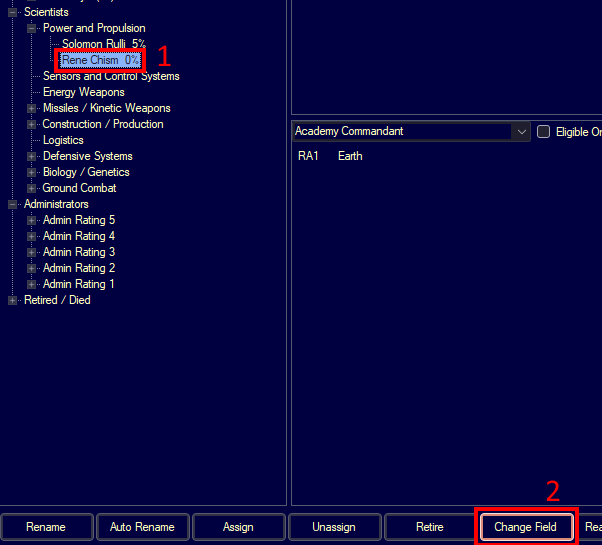 Scientists
Power and Propulsion
Solomon Rulli 5%
Rene Chism 0%
1
Sensors and Control Systems
Energy Weapons
Missiles / Kinetic Weapons
Construction / Production
Logistics
Defensive Systems
Biology / Genetics
Ground Combat
Administrators
Admin Rating 5
Admin Rating 4
Admin Rating 3
Admin Rating 2
Admin Rating 1
Retired / Died
Academy Commandant
Eligible
RA1 Earth
2
Rename Auto Rename Assign Unassign Retire Change Field